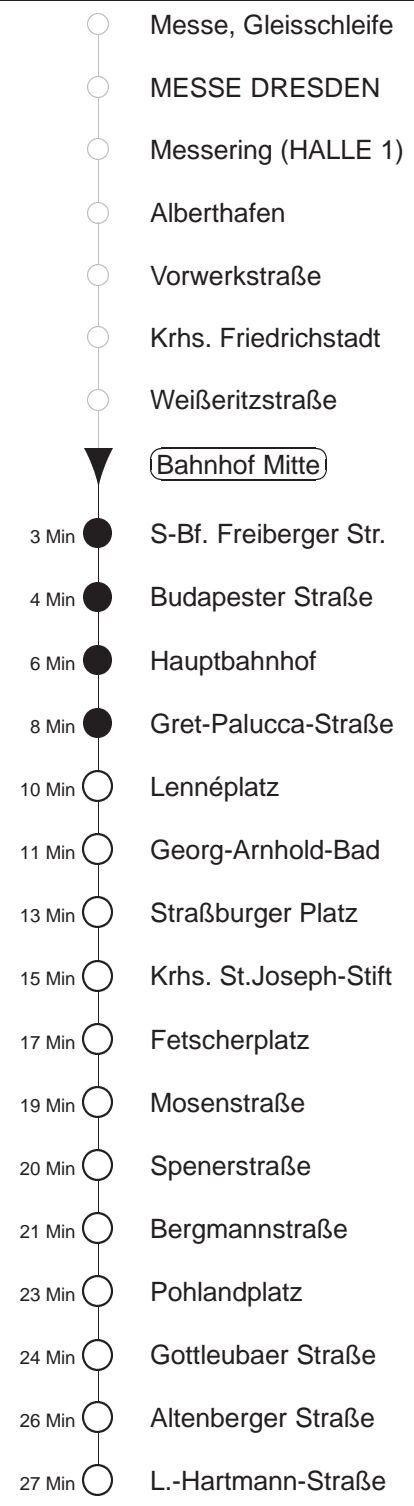 Messe, Gleisschleife
MESSE DRESDEN
Messering (HALLE 1)
Alberthafen
Vorwerkstraße
Krhs. Friedrichstadt
Weißeritzstraße
Bahnhof Mitte
3 Min S-Bf. Freiberger Str.
4 Min Budapester Straße
6 Min Hauptbahnhof
8 Min Gret-Palucca-Straße
10 Min Lennéplatz
11 Min Georg-Arnhold-Bad
13 Min Straßburger Platz
15 Min Krhs. St.Joseph-Stift
17 Min Fetscherplatz
19 Min Mosenstraße
20 Min Spenerstraße
21 Min Bergmannstraße
23 Min Pohlandplatz
24 Min Gottleubaer Straße
26 Min Altenberger Straße
27 Min L.-Hartmann-Straße